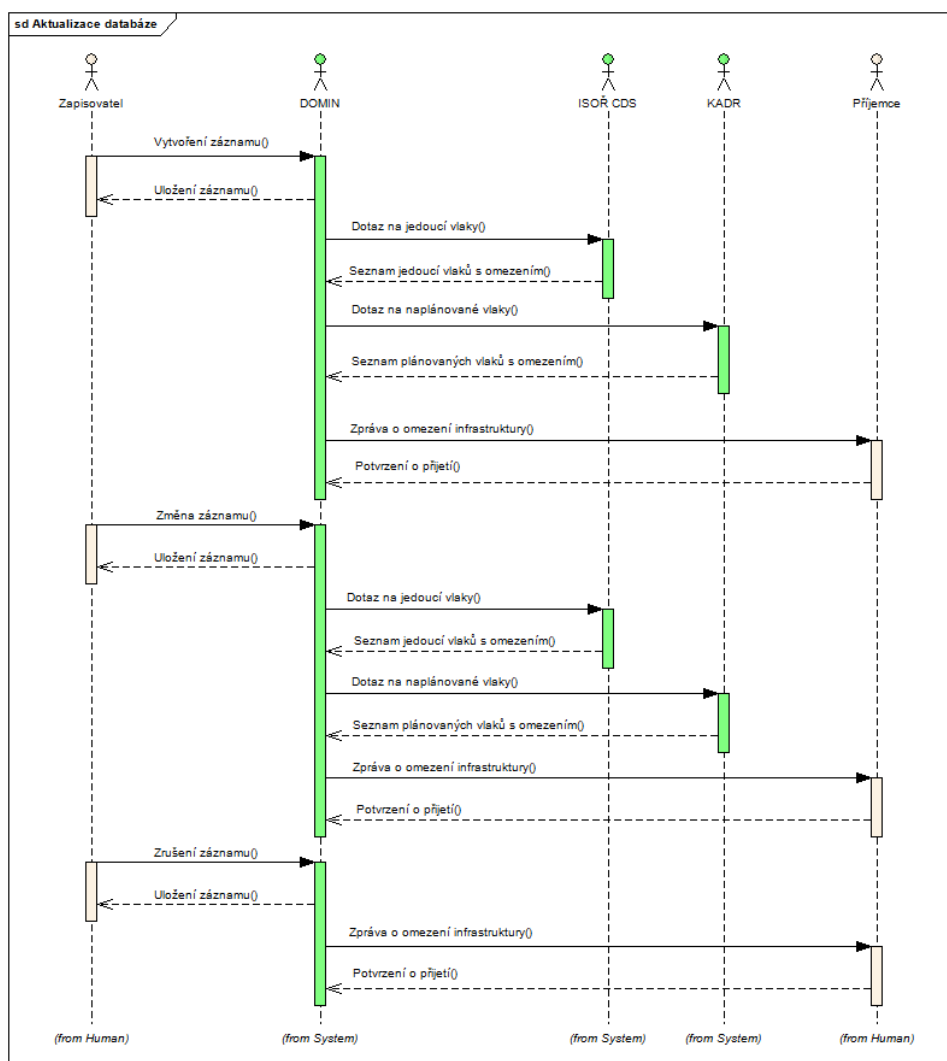 sd Aktualizace databáze
Zapisovatel
DOMIN
ISOŘ CDS
KADR
Příjemce
Vytvoření záznamu()
Uložení záznamu()
Dotaz na jedoucí vlaky()
Seznam jedoucí vlaků s omezením()
Dotaz na naplánované vlaky()
Seznam plánovaných vlaků s omezením()
Zpráva o omezení infrastruktury()
Potvrzení o přijetí()
Změna záznamu()
Uložení záznamu()
Dotaz na jedoucí vlaky()
Seznam jedoucí vlaků s omezením()
Dotaz na naplánované vlaky()
Seznam plánovaných vlaků s omezením()
Zpráva o omezení infrastruktury()
Potvrzení o přijetí()
Zrušení záznamu()
Uložení záznamu()
Zpráva o omezení infrastruktury()
Potvrzení o přijetí()
(from Human)
(from System)
(from System)
(from System)
(from Human)